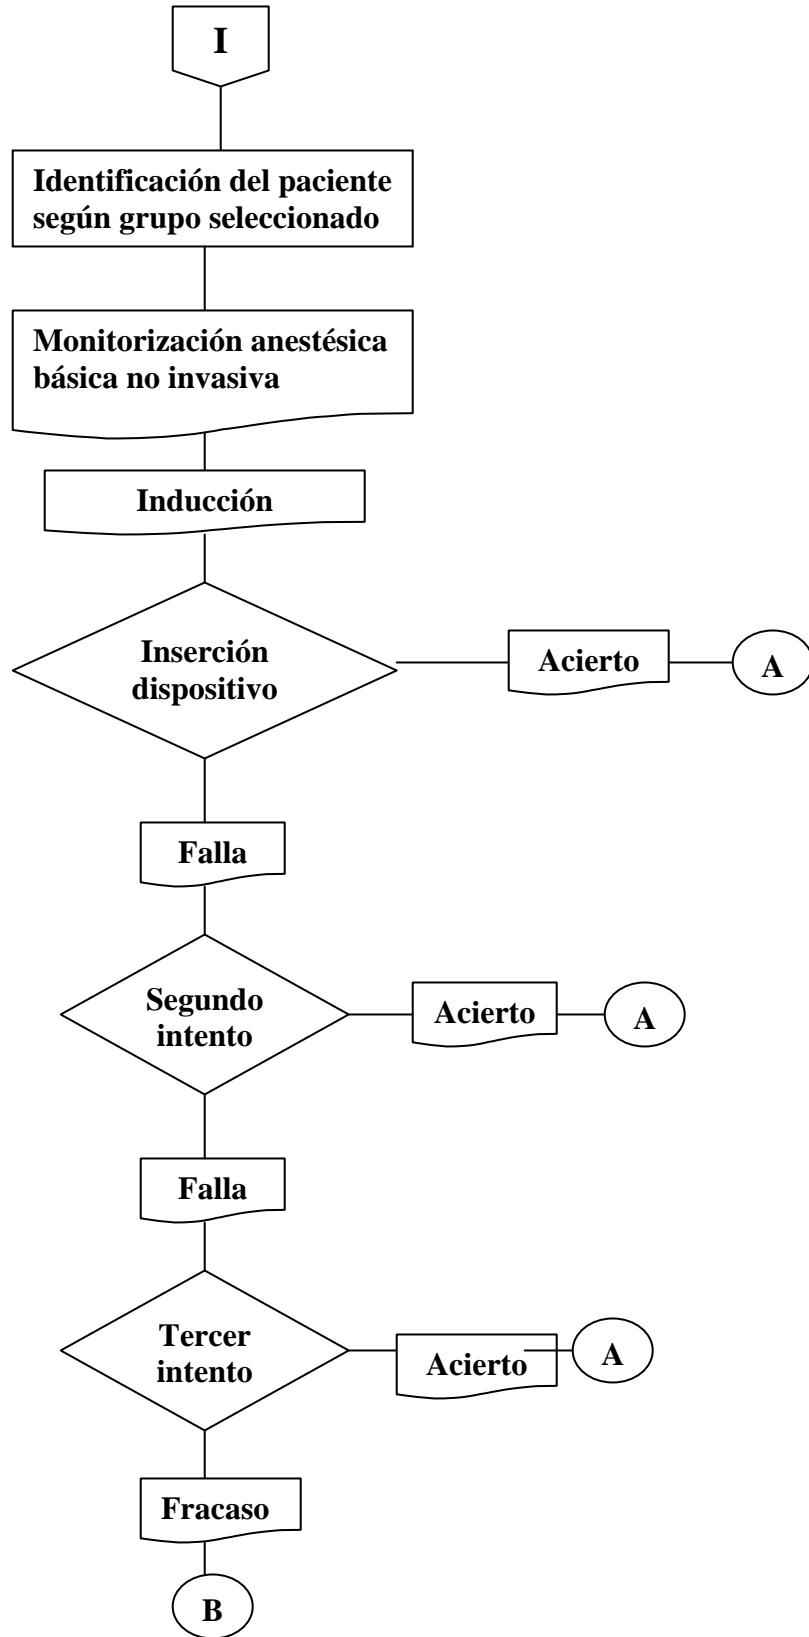 I
Identificación del paciente
según grupo seleccionado
Monitorización anestésica
básica no invasiva
Inducción
Inserción
dispositivo
Acierto
A
Falla
Segundo
intento
Acierto
A
Falla
Tercer
intento
Acierto
A
Fracaso
B